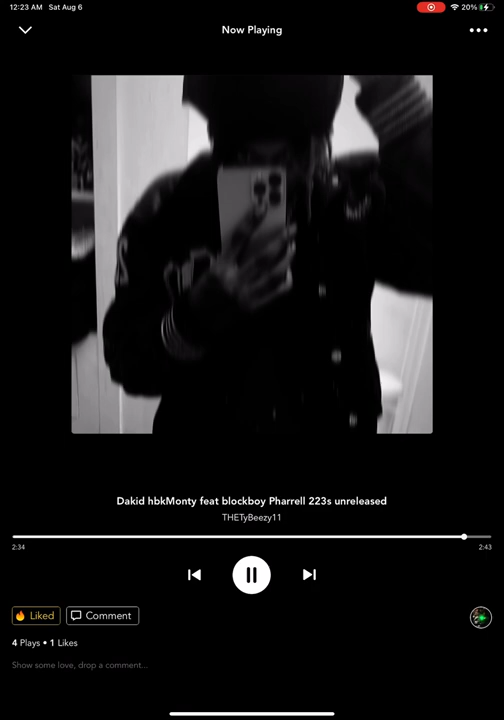 12:23 AM Sat Aug 6 20%
Now Playing
Dakid hbkMonty feat blockboy Pharrell 223s unreleased
THETyBeezy11
2:34 2:43
Liked Comment
4 Plays • 1 Likes
Show some love, drop a comment...